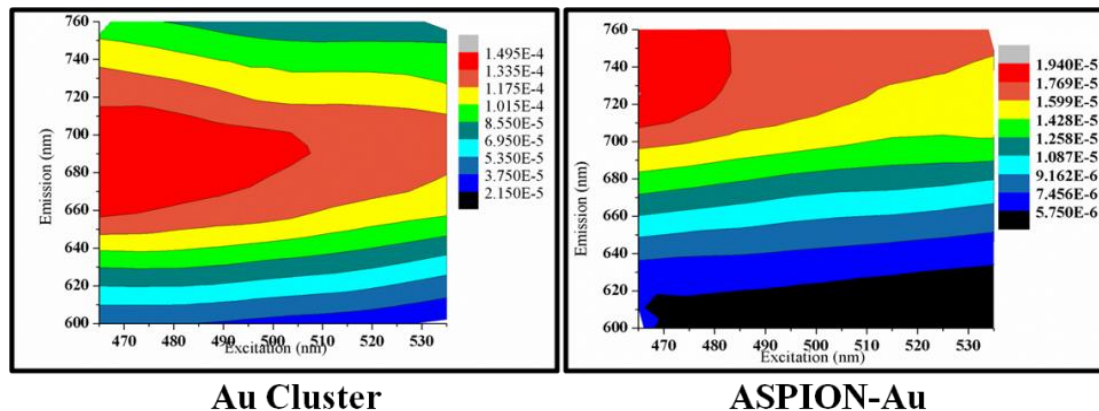 760
740
720
700
680
660
640
620
600
Emission (nm)
470 480 490 500 510 520 530
Excitation (nm)
1.495E-4
1.335E-4
1.175E-4
1.015E-4
8.550E-5
6.950E-5
5.350E-5
3.750E-5
2.150E-5
Au Cluster
760
740
720
700
680
660
640
620
600
Emission (nm)
470 480 490 500 510 520 530
Excitation (nm)
1.940E-5
1.769E-5
1.599E-5
1.428E-5
1.258E-5
1.087E-5
9.162E-6
7.456E-6
5.750E-6
ASPION-Au